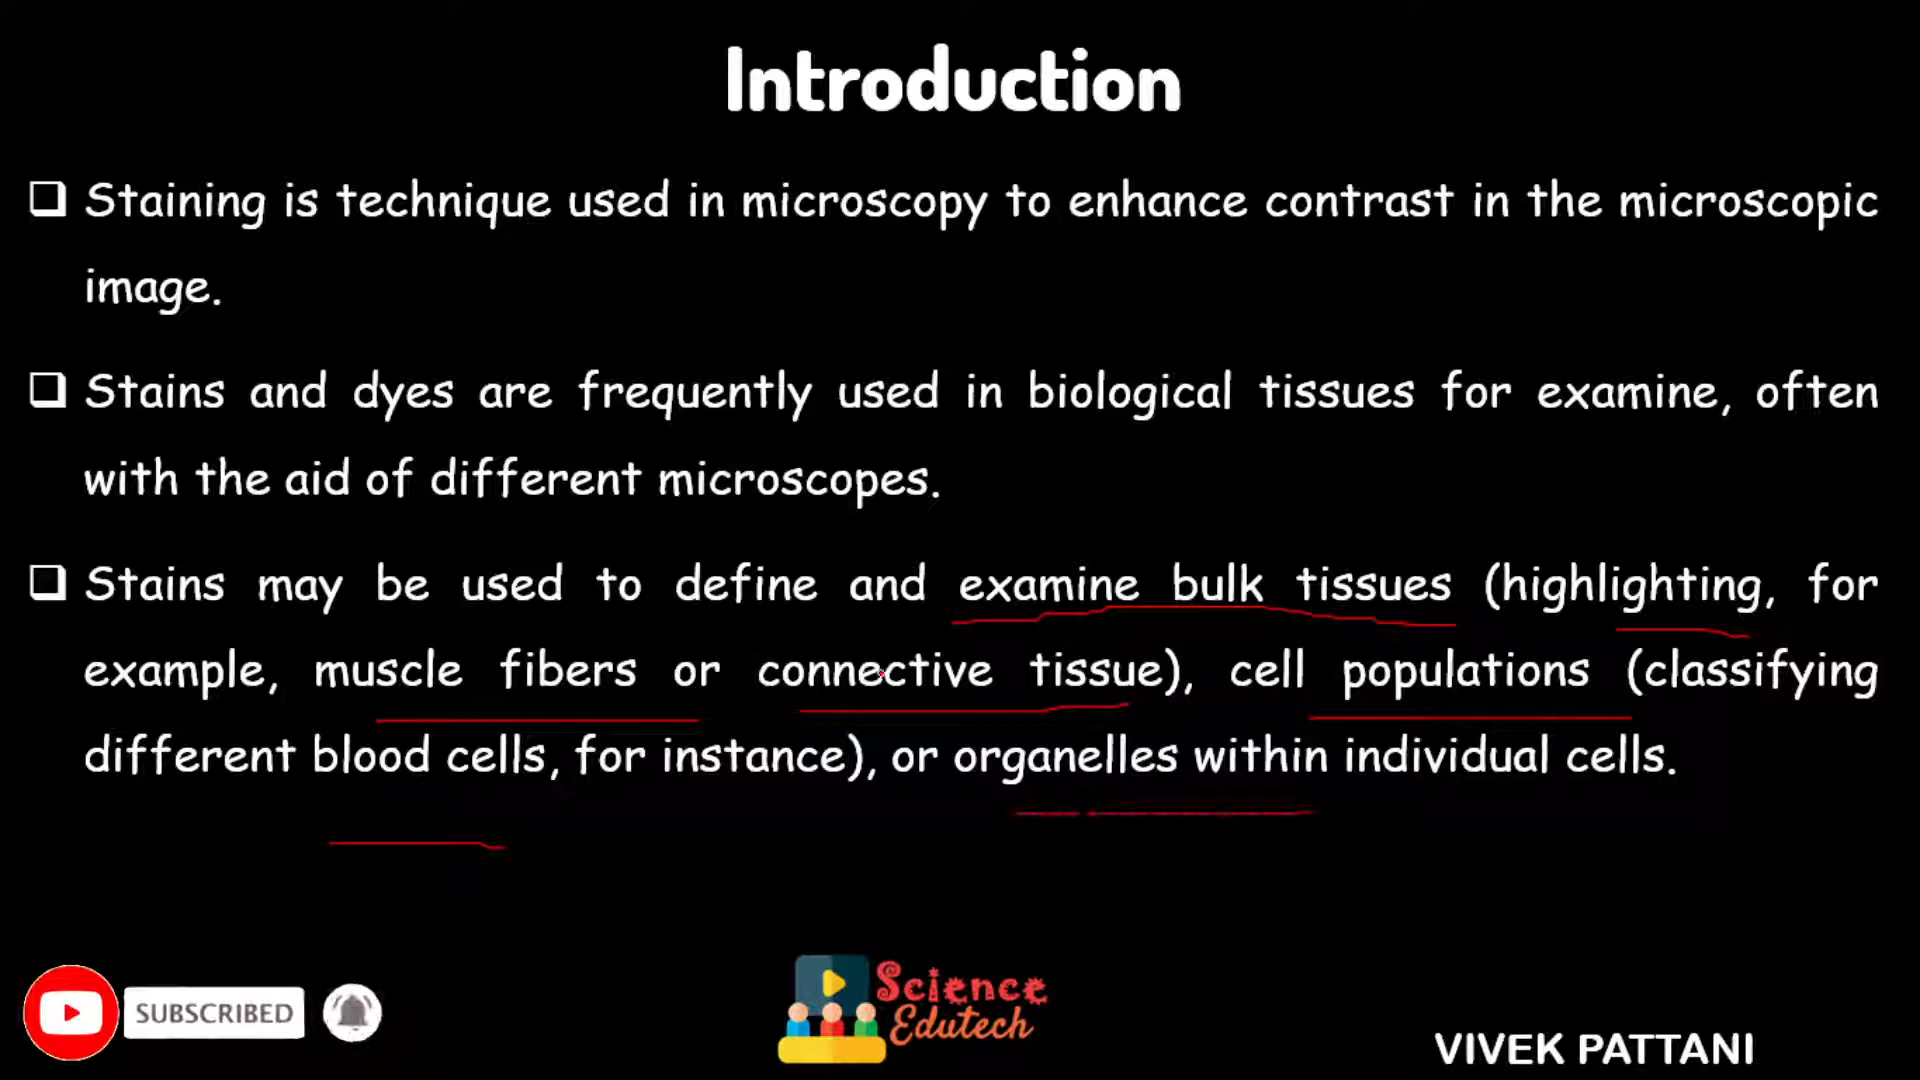 Introduction
❑ Staining is technique used in microscopy to enhance contrast in the microscopic
image.
❑ Stains and dyes are frequently used in biological tissues for examine, often
with the aid of different microscopes.
❑ Stains may be used to define and examine bulk tissues (highlighting, for
example, muscle fibers or connective tissue), cell populations (classifying
different blood cells, for instance), or organelles within individual cells.
SUBSCRIBED
Science
Edutech
VIVEK PATTANI